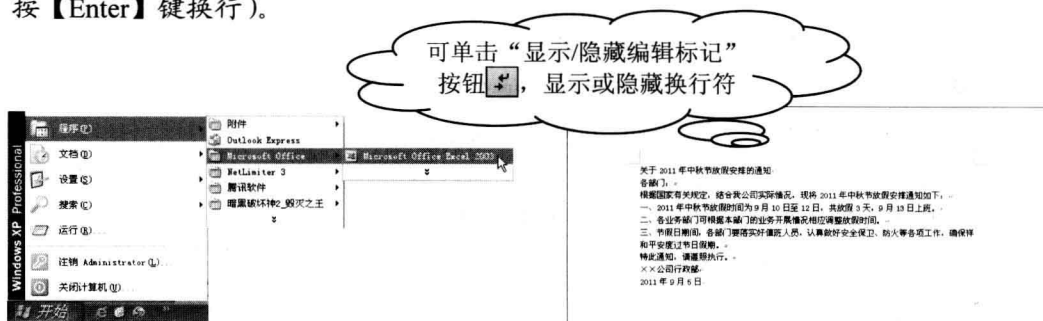 按【Enter】键换行）。
可单击“显示/隐藏编辑标记”
按钮，显示或隐藏换行符
Windows XP Professional
程序(P)
文档(D)
设置(S)
搜索(C)
运行(R)...
注销 Administrator(L)...
关闭计算机(U)...
开始
附件
Outlook Express
Microsoft Office
NetLimiter 3
腾讯软件
暗黑破坏神2_毁灭之王
Microsoft Office Excel 2003
关于 2011 年中秋节放假安排的通知
各部门：
根据国家有关规定，结合我公司实际情况，现将 2011 年中秋节放假安排通知如下：
一、2011 年中秋节放假时间为 9 月 10 日至 12 日，共放假 3 天，9 月 13 日上班。
二、各业务部门可根据本部门的业务开展情况相应调整放假时间。
三、节假日期间，各部门要落实好值班人员，认真做好安全保卫、防火等各项工作，确保祥
和平安度过节日假期。
特此通知，请遵照执行。
××公司行政部
2011 年 9 月 5 日